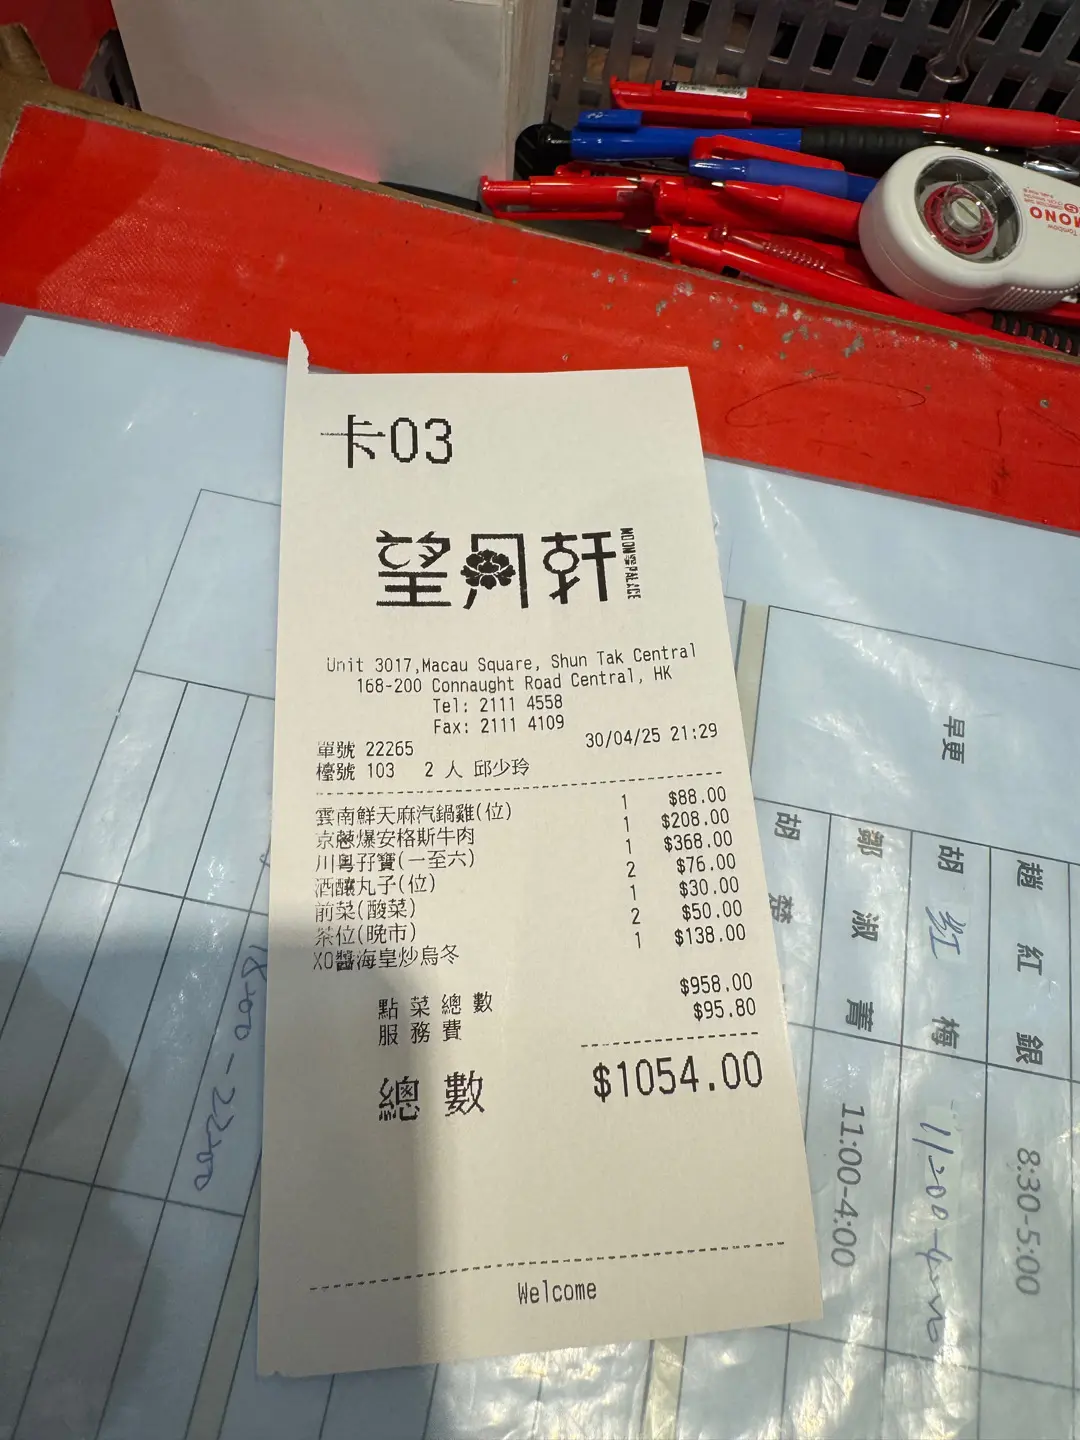 卡03
望月軒
MOON PALACE
Unit 3017,Macau Square, Shun Tak Central
168-200 Connaught Road Central, HK
Tel: 2111 4558
Fax: 2111 4109
單號 22265 30/04/25 21:29
檯號 103 2 人 邱少玲
雲南鮮天麻汽鍋雞(位) 1 $88.00
京蔥爆安格斯牛肉 1 $208.00
川粵孖寶(一至六) 1 $368.00
酒釀丸子(位) 2 $76.00
前菜(酸菜) 1 $30.00
茶位(晚市) 2 $50.00
XO醬海皇炒烏冬 1 $138.00
點菜總數 $958.00
服務費 $95.80
總數 $1054.00
Welcome
早更
趙紅銀 8:30-5:00
胡紅梅
鄭淑菁 11:00-4:00
胡
18:00-22:00
MONO
Tombow